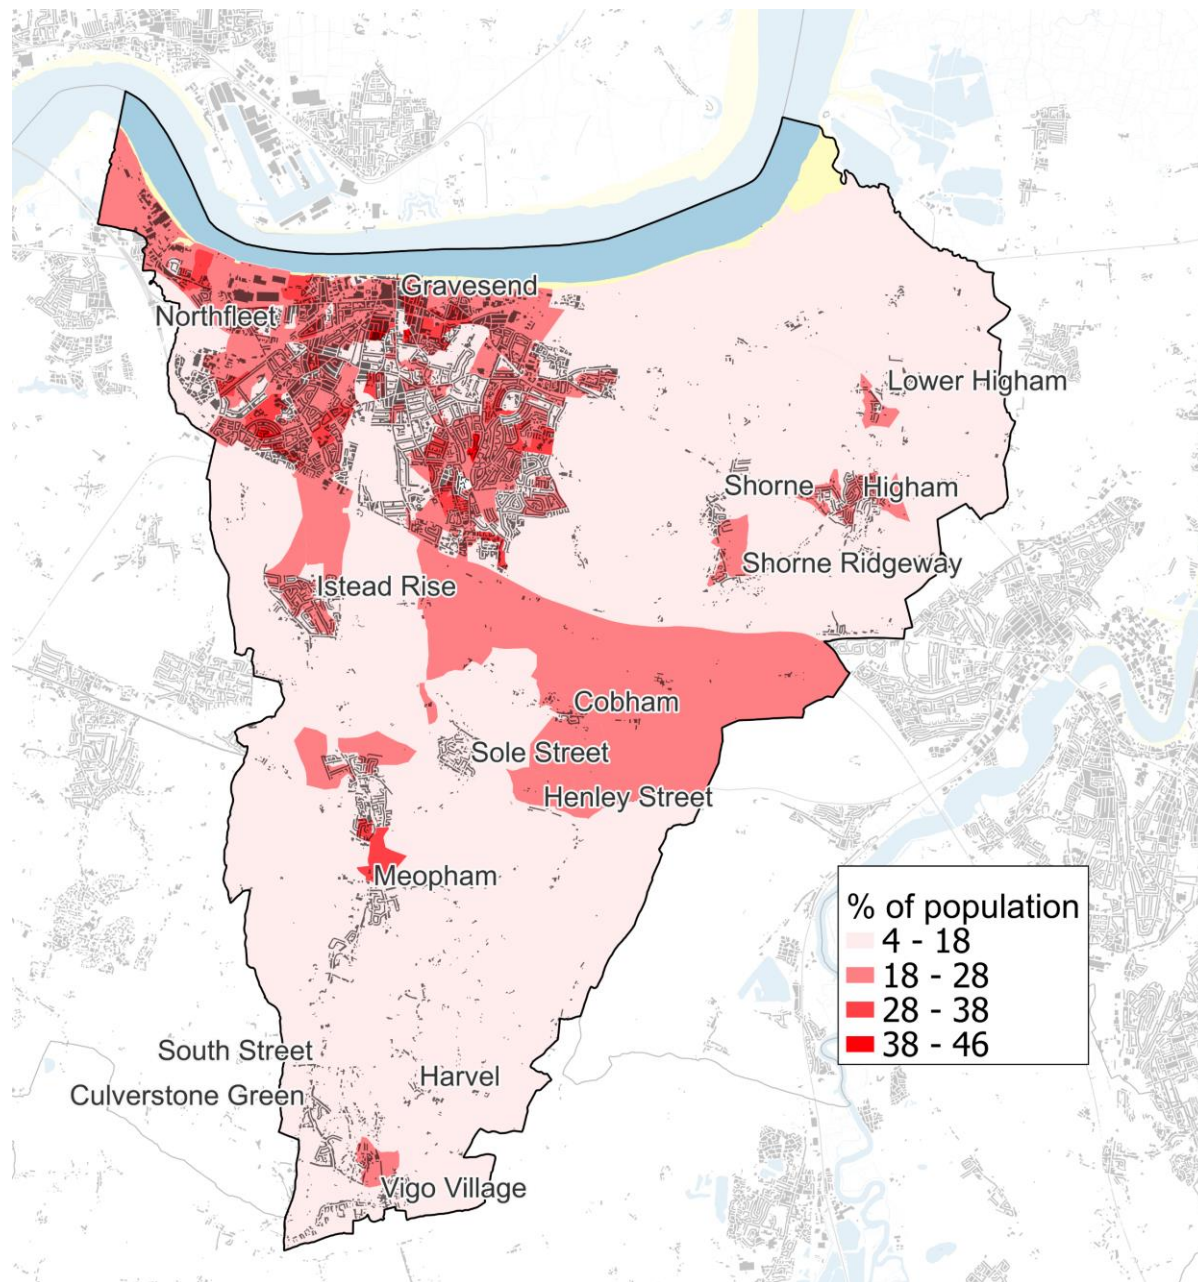 Gravesend
Northfleet
Lower Higham
Shorne
Higham
Shorne Ridgeway
Istead Rise
Cobham
Sole Street
Henley Street
Meopham
% of population
4 - 18
18 - 28
28 - 38
38 - 46
South Street
Harvel
Culverstone Green
Vigo Village